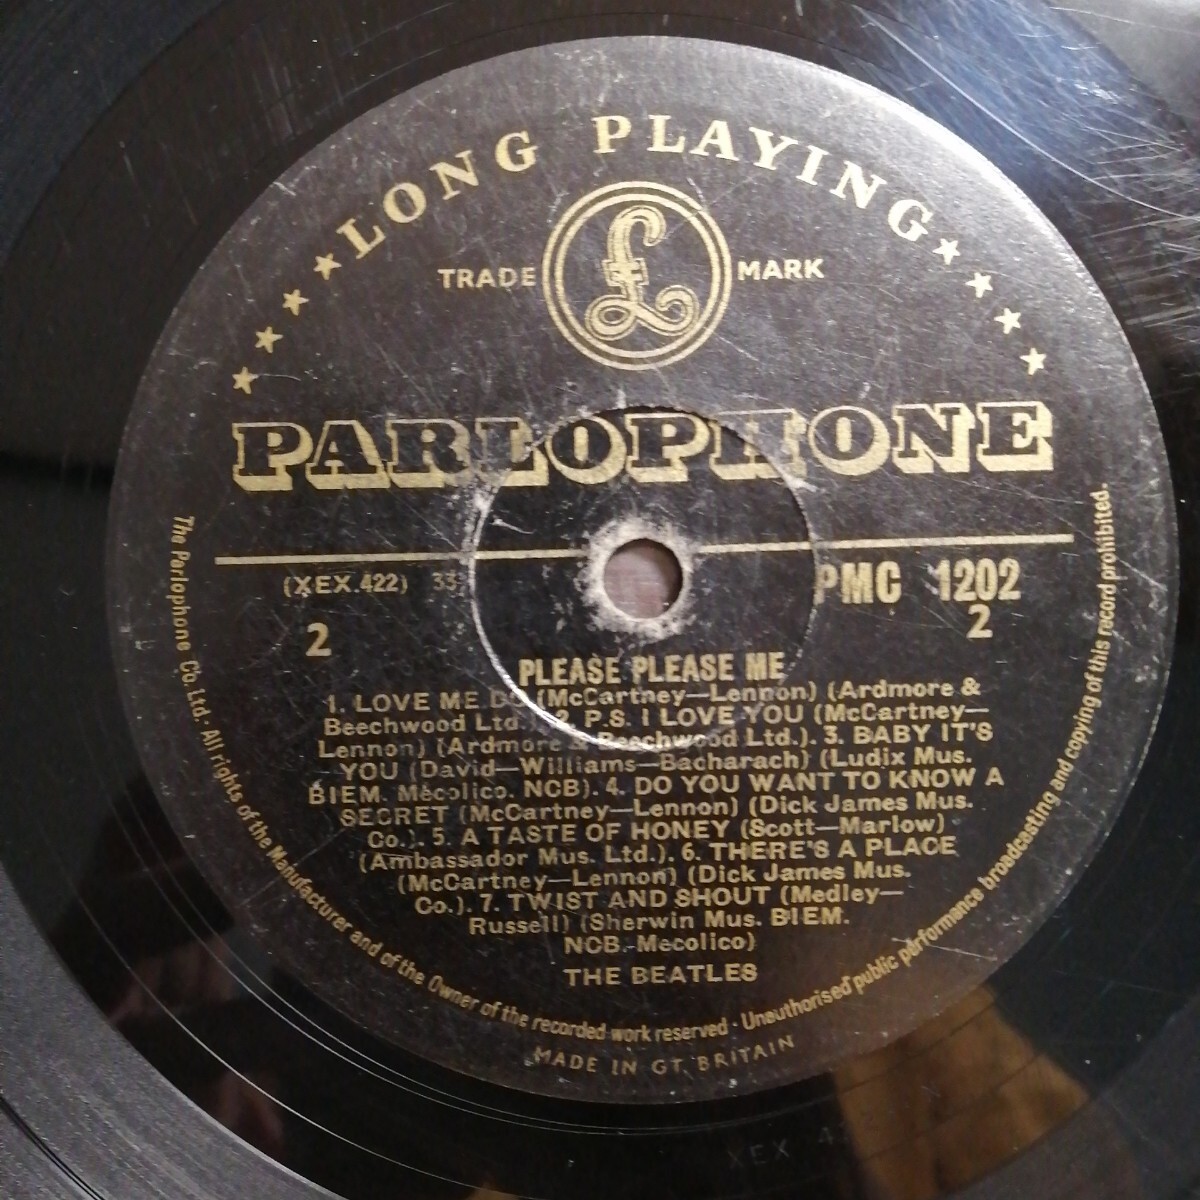 LONG PLAYING
TRADE £ MARK
PARLOPHONE
(XEX.422) 33
PMC 1202
2
2
PLEASE PLEASE ME
1. LOVE ME DO (McCartney—Lennon) (Ardmore &
Beechwood Ltd.). 2. P.S. I LOVE YOU (McCartney—
Lennon) (Ardmore & Beechwood Ltd.). 3. BABY IT'S
YOU (David—Williams—Bacharach) (Ludix Mus.
BIEM. Mecolico. NCB). 4. DO YOU WANT TO KNOW A
SECRET (McCartney—Lennon) (Dick James Mus.
Co.). 5. A TASTE OF HONEY (Scott—Marlow)
(Ambassador Mus. Ltd.). 6. THERE'S A PLACE
(McCartney—Lennon) (Dick James Mus.
Co.). 7. TWIST AND SHOUT (Medley—
Russell) (Sherwin Mus. BIEM.
NCB-Mecolico)
THE BEATLES
The Parlophone Co. Ltd. · All rights of the Manufacturer and of the Owner of the recorded work reserved · Unauthorised public performance broadcasting and copying of this record prohibited.
MADE IN GT. BRITAIN
XEX 4